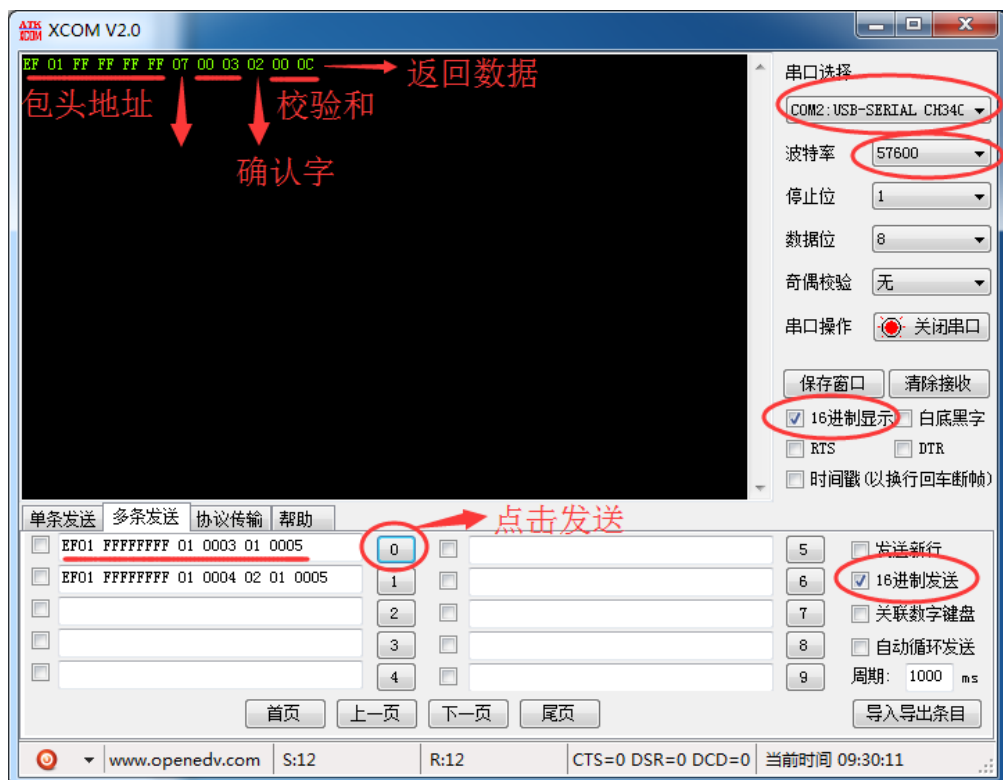 XCOM V2.0
EF 01 FF FF FF FF 07 00 03 02 00 0C
返回数据
包头地址
校验和
确认字
串口选择
COM2:USB-SERIAL CH340
波特率
57600
停止位
1
数据位
8
奇偶校验
无
串口操作
关闭串口
保存窗口
清除接收
16进制显示
白底黑字
RTS
DTR
时间戳(以换行回车断帧)
单条发送
多条发送
协议传输
帮助
点击发送
EF01 FFFFFFFF 01 0003 01 0005
0
5
发送新行
EF01 FFFFFFFF 01 0004 02 01 0005
1
6
16进制发送
2
7
关联数字键盘
3
8
自动循环发送
4
9
周期:
1000
ms
首页
上一页
下一页
尾页
导入导出条目
www.openedv.com
S:12
R:12
CTS=0 DSR=0 DCD=0
当前时间 09:30:11